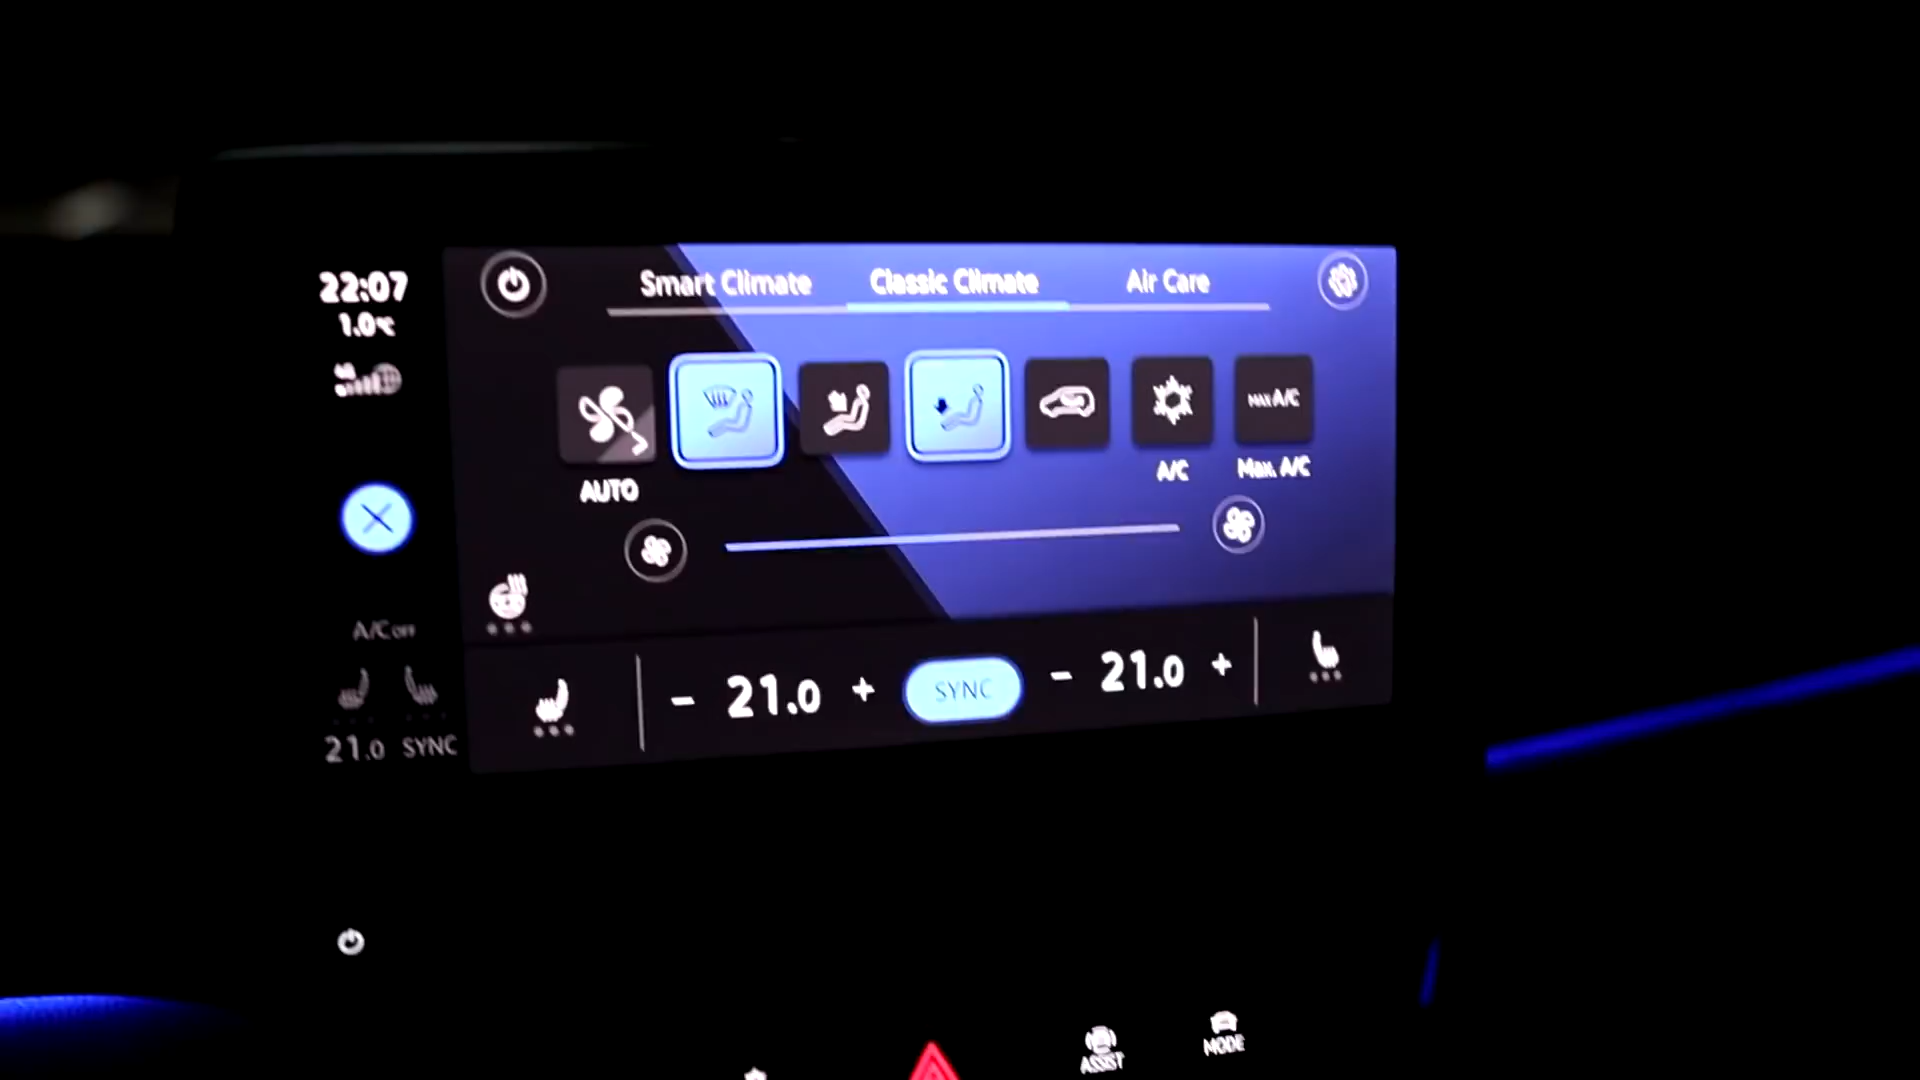 22:07
1.0°C
Smart Climate
Classic Climate
Air Care
MAX A/C
AUTO
A/C
Max. A/C
A/C OFF
21.0 SYNC
- 21.0 +
SYNC
- 21.0 +
ASSIST
MODE